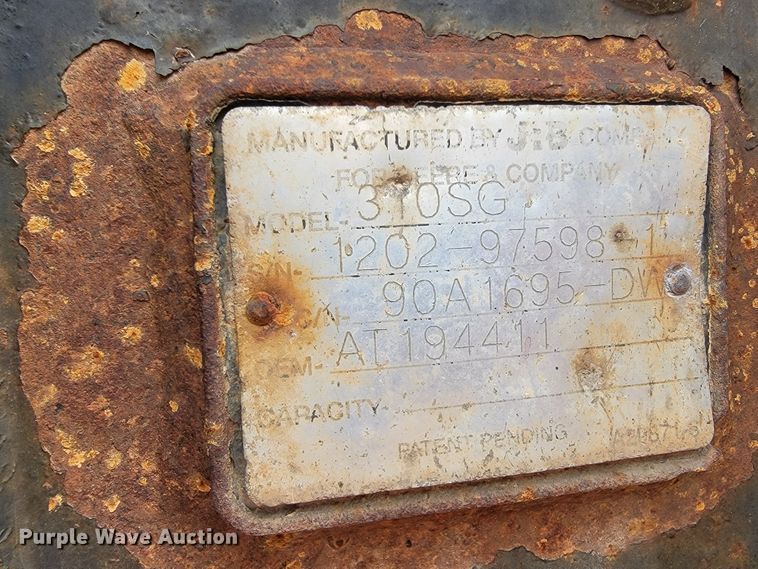 MANUFACTURED BY J&B COMPANY
FOR DEERE & COMPANY
MODEL- 310SG
S/N- 1202-97598-1
90A1695-DW
OEM- AT194411
CAPACITY-
PATENT PENDING
Purple Wave Auction